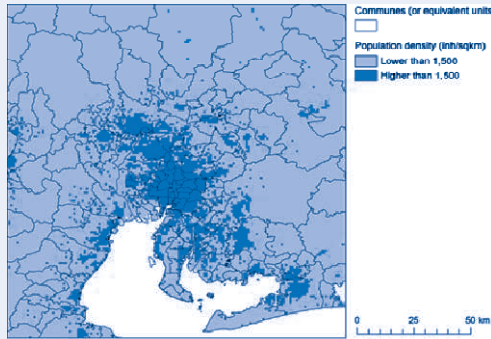 Communes (or equivalent units
Population density (inh/sqkm)
Lower than 1,500
Higher than 1,500
0 25 50 km